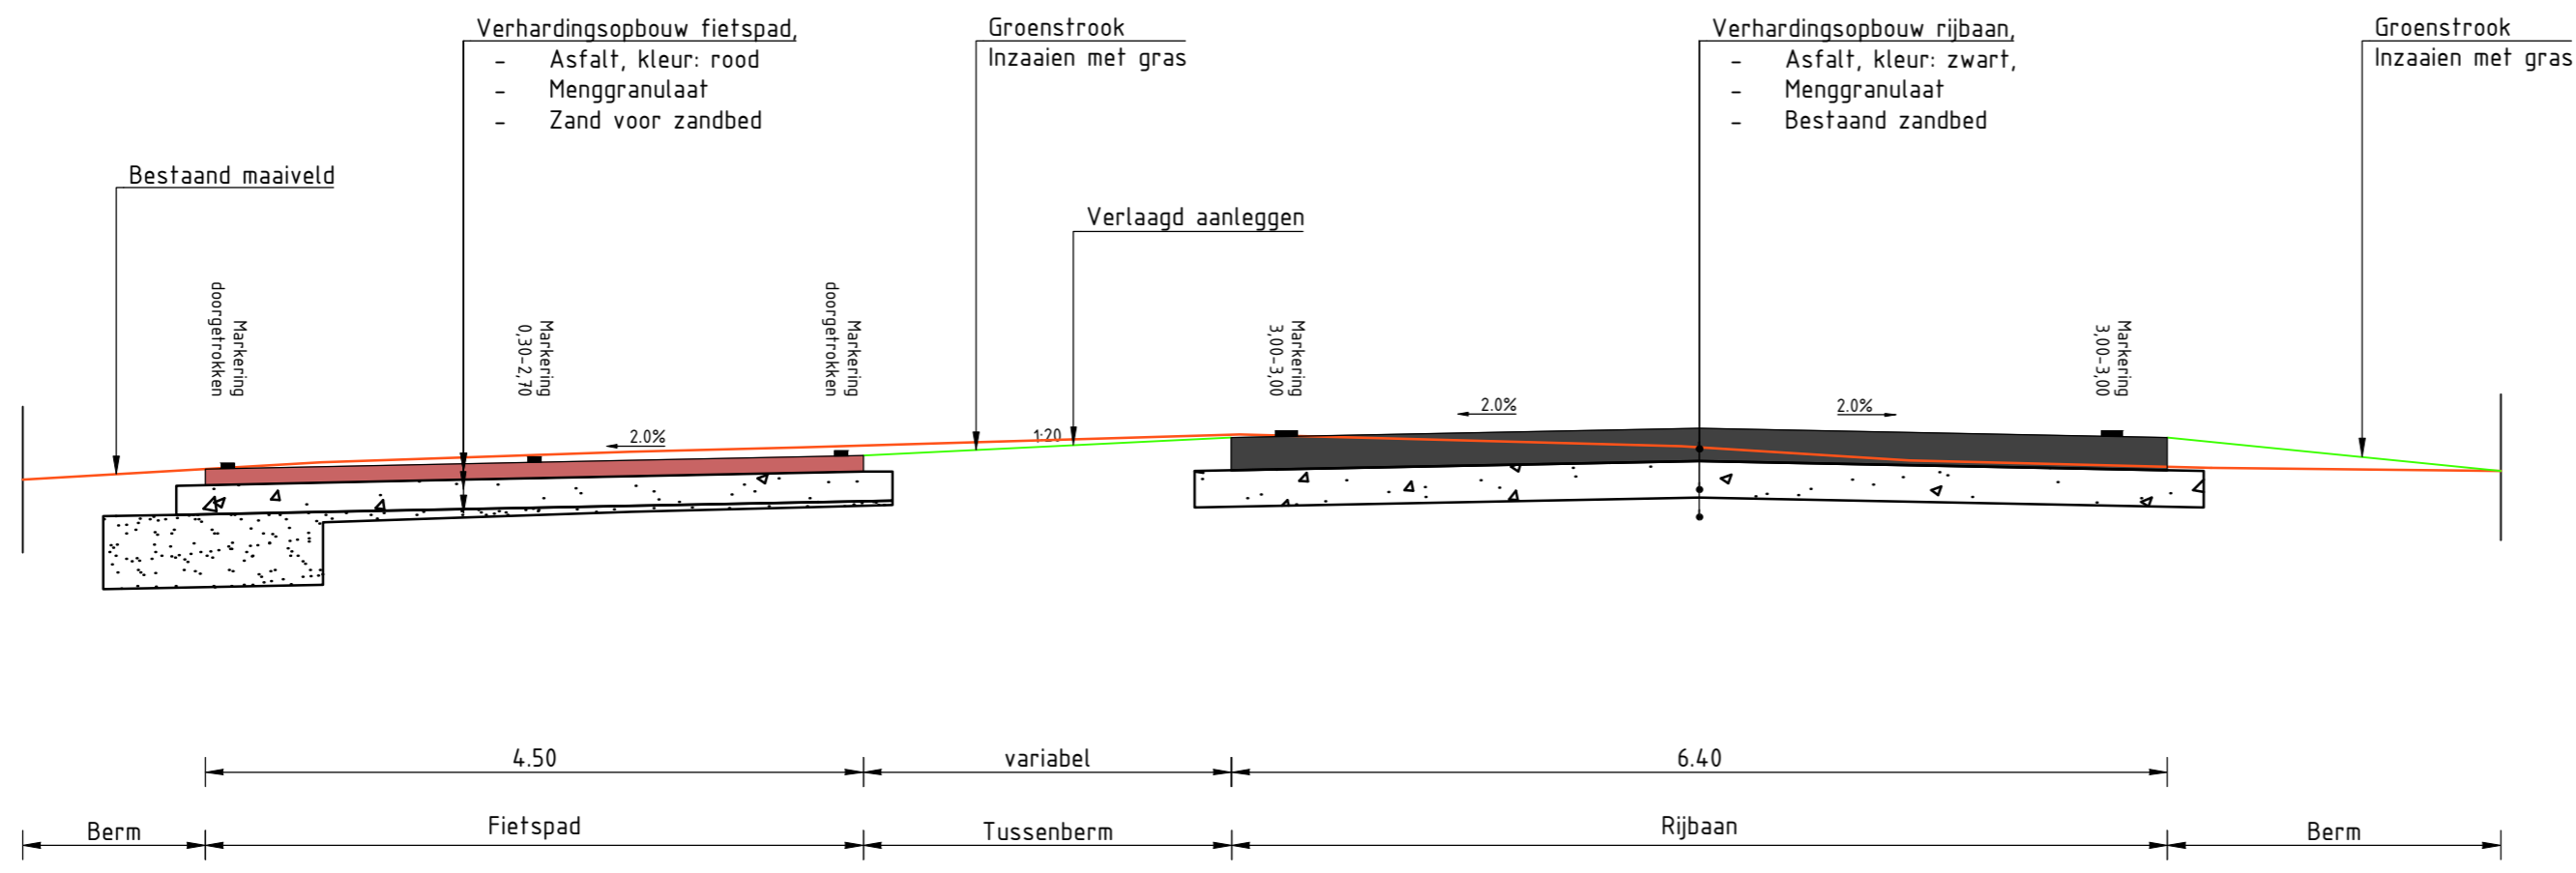 Verhardingsopbouw fietspad,
- Asfalt, kleur: rood
- Menggranulaat
- Zand voor zandbed
Groenstrook
Inzaaien met gras
Verhardingsopbouw rijbaan,
- Asfalt, kleur: zwart,
- Menggranulaat
- Bestaand zandbed
Groenstrook
Inzaaien met gras
Bestaand maaiveld
Verlaagd aanleggen
Markering
doorgetrokken
Markering
0,30-2,70
Markering
doorgetrokken
Markering
3,00-3,00
Markering
3,00-3,00
2.0%
1:20
2.0%
2.0%
4.50
variabel
6.40
Berm
Fietspad
Tussenberm
Rijbaan
Berm